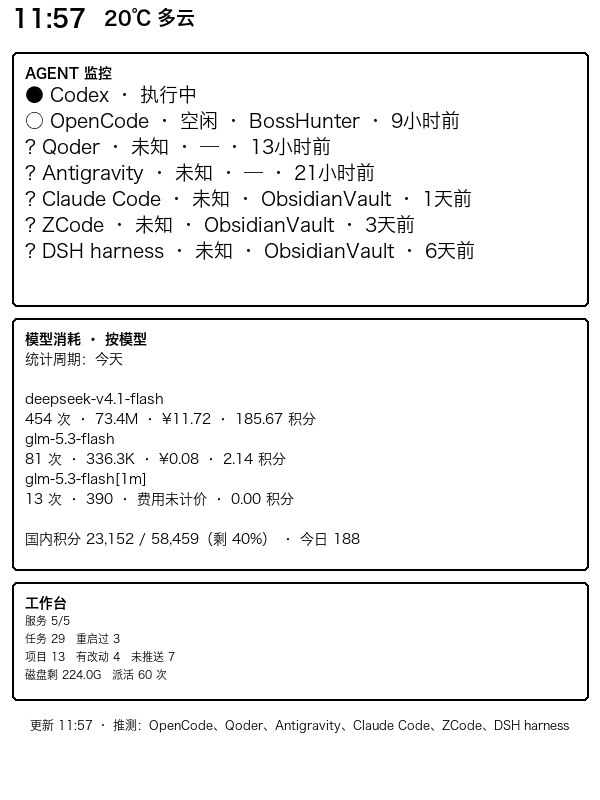 11:57 20℃ 多云
AGENT 监控
● Codex · 执行中
○ OpenCode · 空闲 · BossHunter · 9小时前
? Qoder · 未知 · — · 13小时前
? Antigravity · 未知 · — · 21小时前
? Claude Code · 未知 · ObsidianVault · 1天前
? ZCode · 未知 · ObsidianVault · 3天前
? DSH harness · 未知 · ObsidianVault · 6天前
模型消耗 · 按模型
统计周期：今天
deepseek-v4.1-flash
454 次 · 73.4M · ¥11.72 · 185.67 积分
glm-5.3-flash
81 次 · 336.3K · ¥0.08 · 2.14 积分
glm-5.3-flash[1m]
13 次 · 390 · 费用未计价 · 0.00 积分
国内积分 23,152 / 58,459（剩 40%） · 今日 188
工作台
服务 5/5
任务 29 重启过 3
项目 13 有改动 4 未推送 7
磁盘剩 224.0G 派活 60 次
更新 11:57 · 推测：OpenCode、Qoder、Antigravity、Claude Code、ZCode、DSH harness